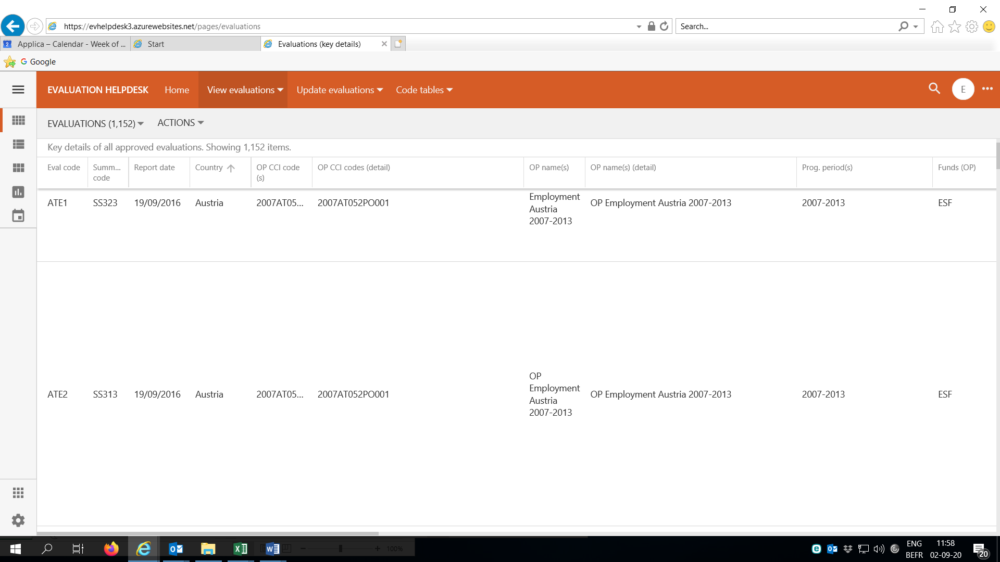 https://evhelpdesk3.azurewebsites.net/pages/evaluations
Search...
2 Applica – Calendar - Week of ...
Start
Evaluations (key details)
G Google
EVALUATION HELPDESK Home View evaluations Update evaluations Code tables E
EVALUATIONS (1,152) ACTIONS
Key details of all approved evaluations. Showing 1,152 items.
Eval code Summ... code Report date Country OP CCI code (s) OP CCI codes (detail) OP name(s) OP name(s) (detail) Prog. period(s) Funds (OP)
ATE1 SS323 19/09/2016 Austria 2007AT05... 2007AT052PO001 Employment Austria 2007-2013 OP Employment Austria 2007-2013 2007-2013 ESF
ATE2 SS313 19/09/2016 Austria 2007AT05... 2007AT052PO001 OP Employment Austria 2007-2013 OP Employment Austria 2007-2013 2007-2013 ESF
100%
ENG 11:58
BEFR 02-09-20 20